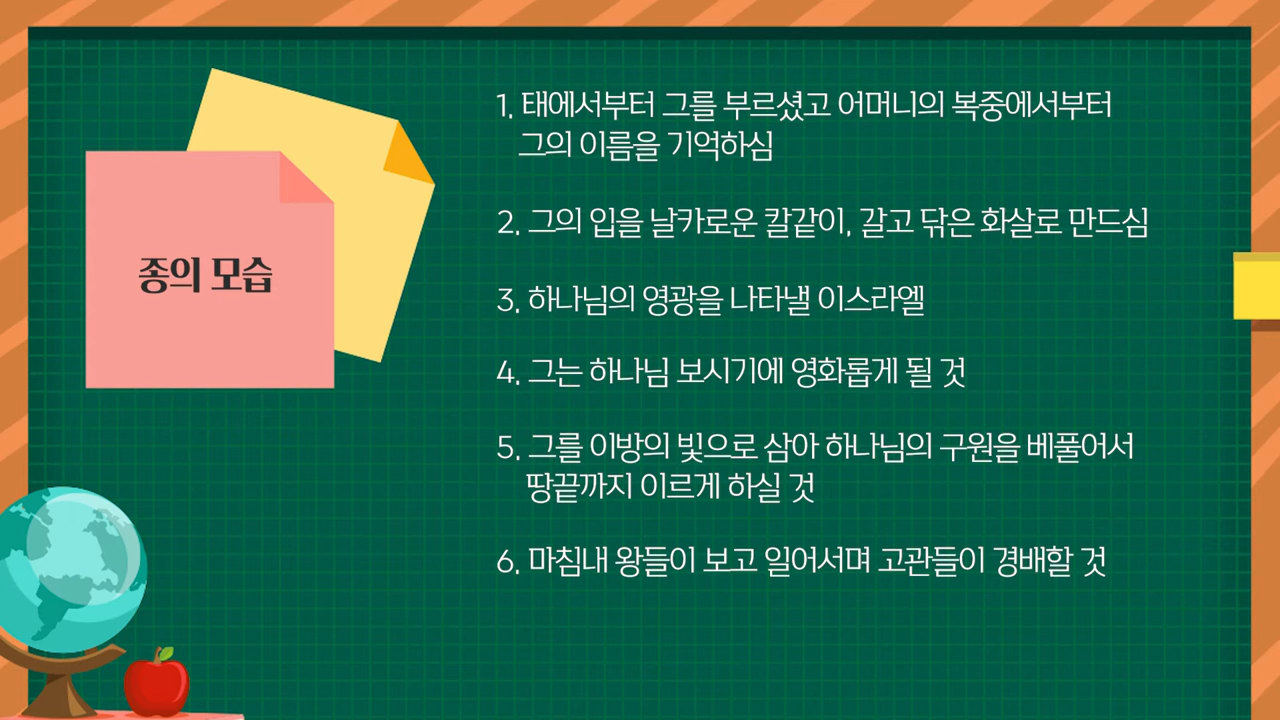 종의 모습
1. 태에서부터 그를 부르셨고 어머니의 복중에서부터
그의 이름을 기억하심
2. 그의 입을 날카로운 칼같이, 갈고 닦은 화살로 만드심
3. 하나님의 영광을 나타낼 이스라엘
4. 그는 하나님 보시기에 영화롭게 될 것
5. 그를 이방의 빛으로 삼아 하나님의 구원을 베풀어서
땅끝까지 이르게 하실 것
6. 마침내 왕들이 보고 일어서며 고관들이 경배할 것